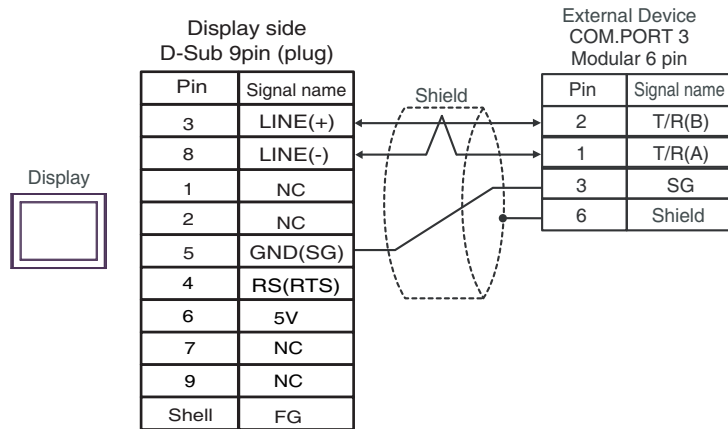 Display side
D-Sub 9pin (plug)
External Device
COM.PORT 3
Modular 6 pin
Pin Signal name
3 LINE(+)
8 LINE(-)
1 NC
2 NC
5 GND(SG)
4 RS(RTS)
6 5V
7 NC
9 NC
Shell FG
Display
Shield
Pin Signal name
2 T/R(B)
1 T/R(A)
3 SG
6 Shield